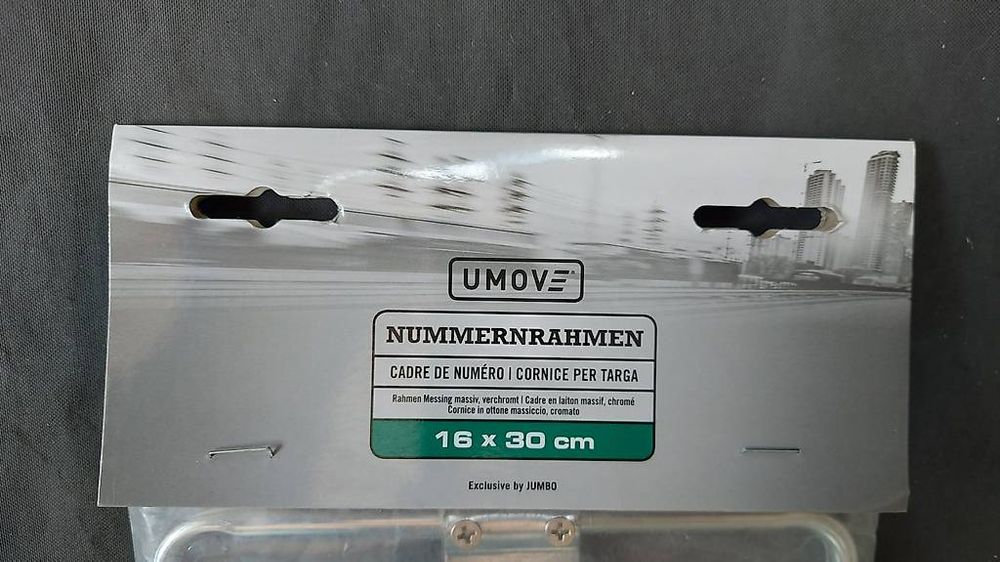 UMOVE
NUMMERNRAHMEN
CADRE DE NUMÉRO | CORNICE PER TARGA
Rahmen Messing massiv, verchromt | Cadre en laiton massif, chromé
Cornice in ottone massiccio, cromato
16 x 30 cm
Exclusive by JUMBO